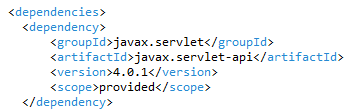 <dependencies>
<dependency>
<groupId>javax.servlet</groupId>
<artifactId>javax.servlet-api</artifactId>
<version>4.0.1</version>
<scope>provided</scope>
</dependency>